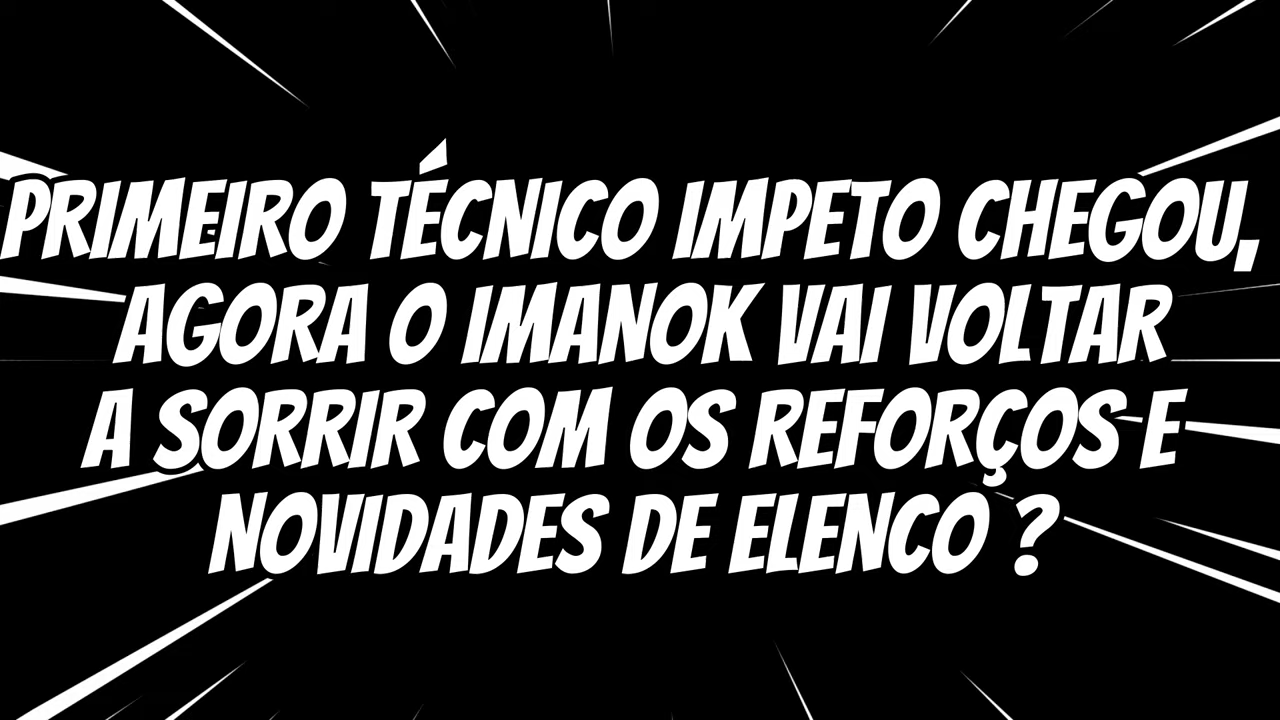 PRIMEIRO TÉCNICO IMPETO CHEGOU,
AGORA O IMANOK VAI VOLTAR
A SORRIR COM OS REFORÇOS E
NOVIDADES DE ELENCO ?